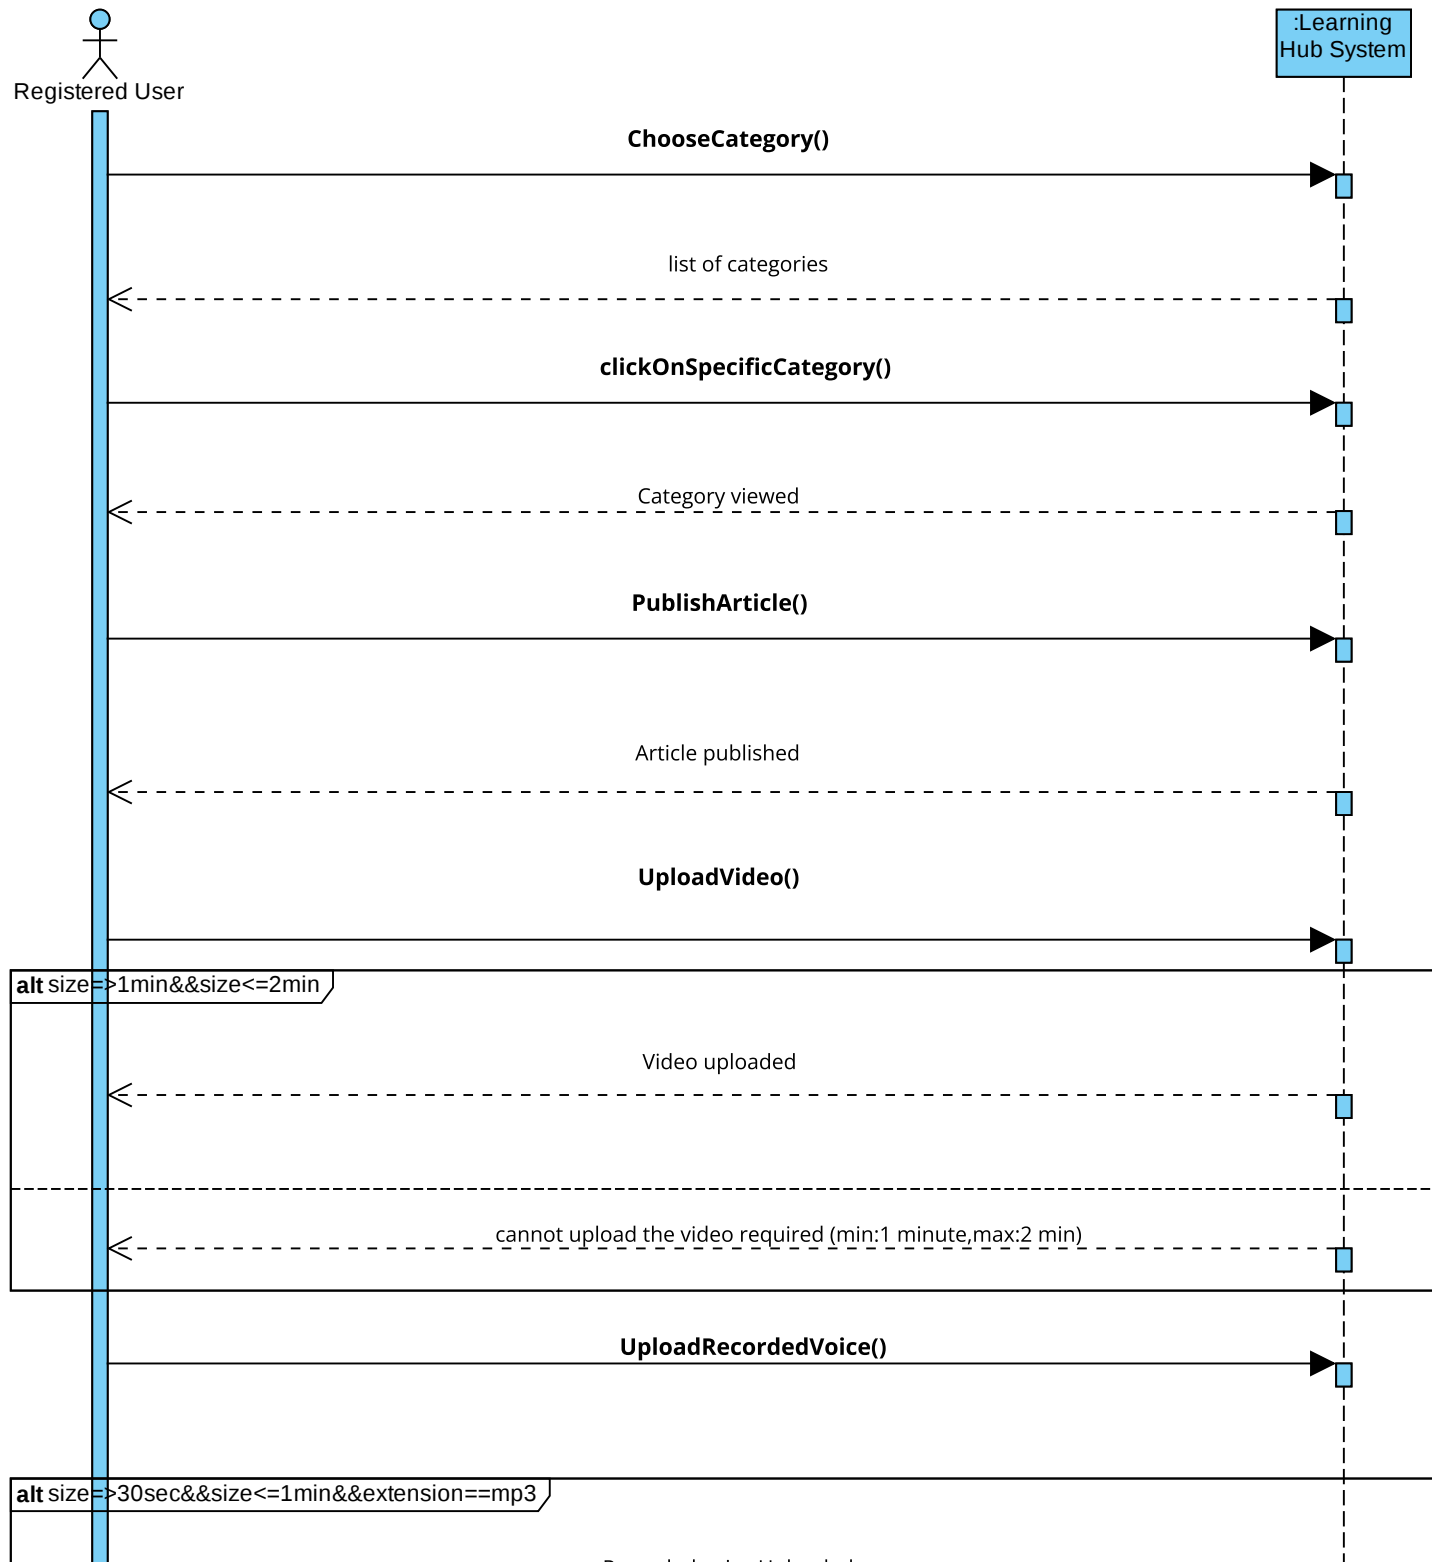 Registered User
:Learning
Hub System
ChooseCategory()
list of categories
clickOnSpecificCategory()
Category viewed
PublishArticle()
Article published
UploadVideo()
alt size=>1min&&size<=2min
Video uploaded
cannot upload the video required (min:1 minute,max:2 min)
UploadRecordedVoice()
alt size=>30sec&&size<=1min&&extension==mp3